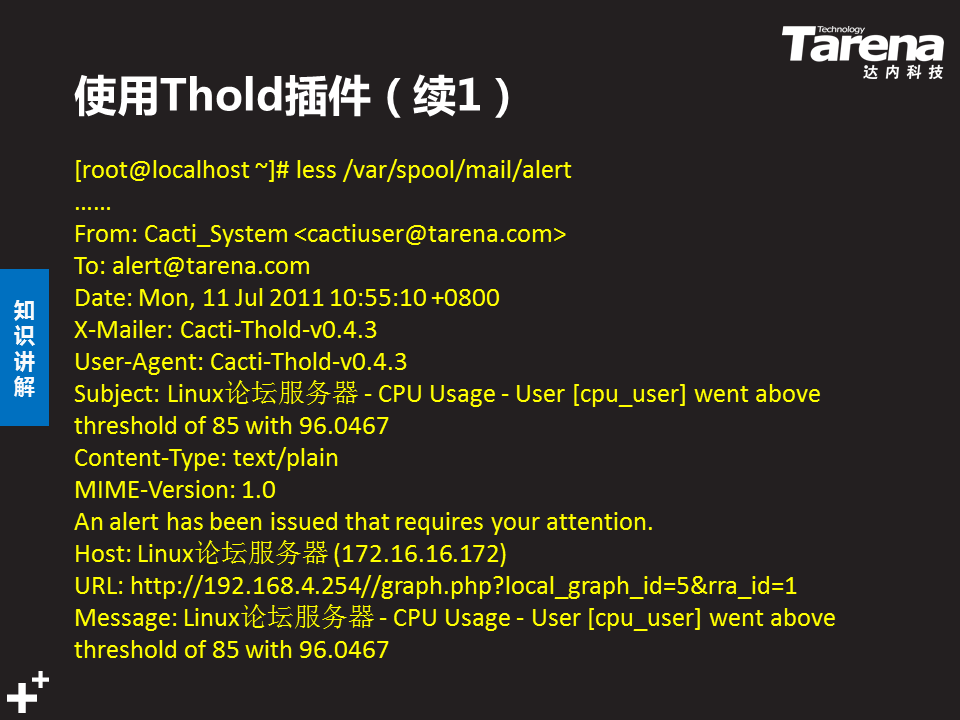 Technology
Tarena
达内科技
使用Thold插件（续1）
[root@localhost ~]# less /var/spool/mail/alert
……
From: Cacti_System <cactiuser@tarena.com>
To: alert@tarena.com
Date: Mon, 11 Jul 2011 10:55:10 +0800
X-Mailer: Cacti-Thold-v0.4.3
User-Agent: Cacti-Thold-v0.4.3
Subject: Linux论坛服务器 - CPU Usage - User [cpu_user] went above
threshold of 85 with 96.0467
Content-Type: text/plain
MIME-Version: 1.0
An alert has been issued that requires your attention.
Host: Linux论坛服务器 (172.16.16.172)
URL: http://192.168.4.254//graph.php?local_graph_id=5&rra_id=1
Message: Linux论坛服务器 - CPU Usage - User [cpu_user] went above
threshold of 85 with 96.0467
知识讲解